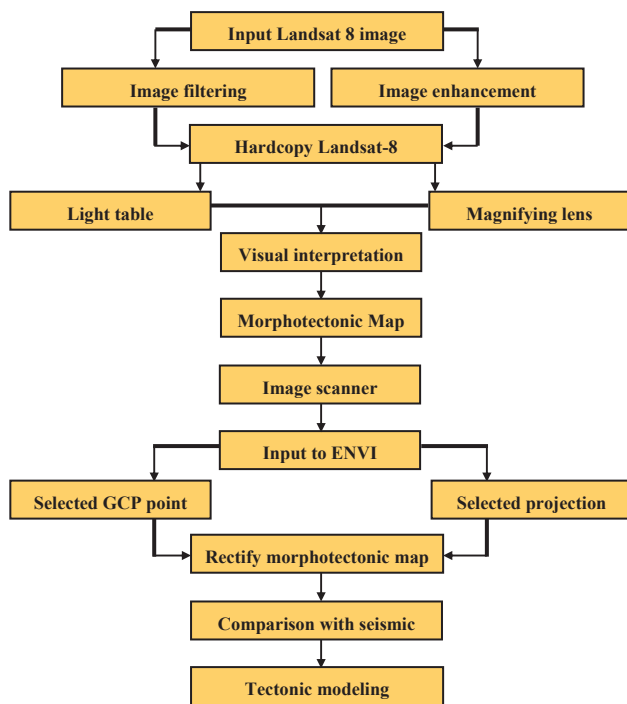 Input Landsat 8 image
Image filtering
Image enhancement
Hardcopy Landsat-8
Light table
Magnifying lens
Visual interpretation
Morphotectonic Map
Image scanner
Input to ENVI
Selected GCP point
Selected projection
Rectify morphotectonic map
Comparison with seismic
Tectonic modeling